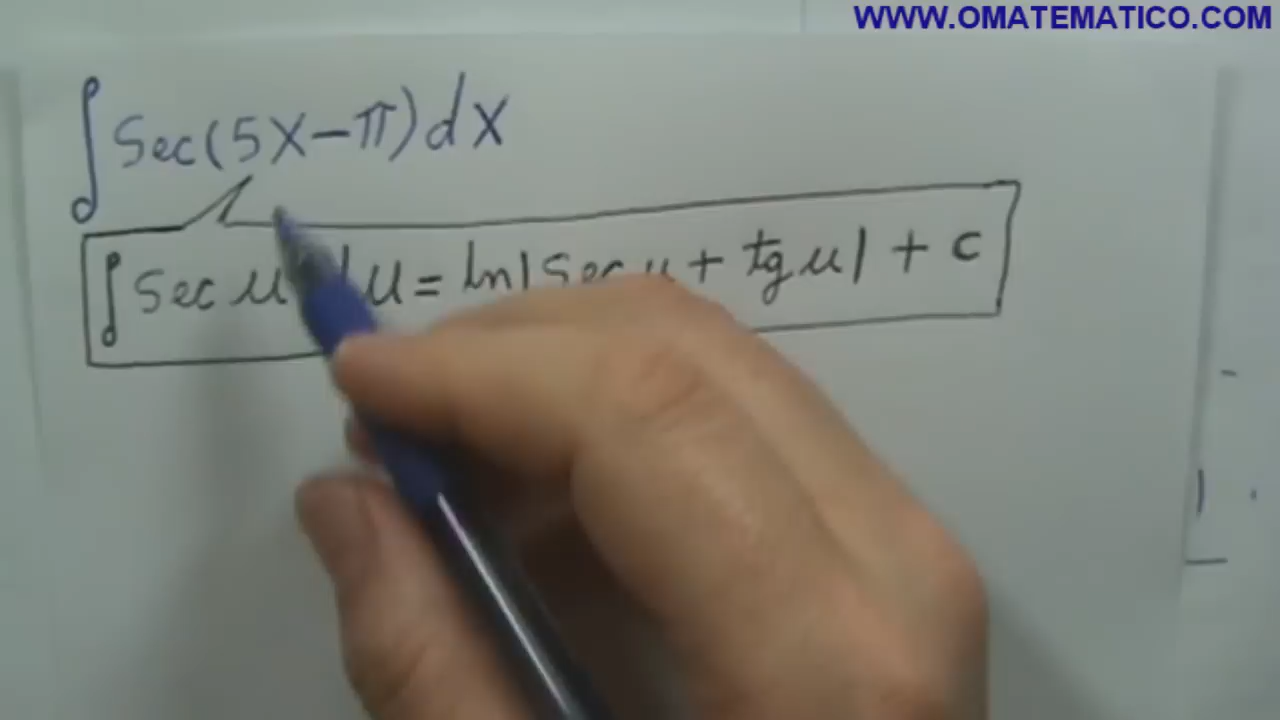 WWW.OMATEMATICO.COM
∫ Sec(5x-π)dx
∫ Sec u du = ln|Sec u + tg u| + c